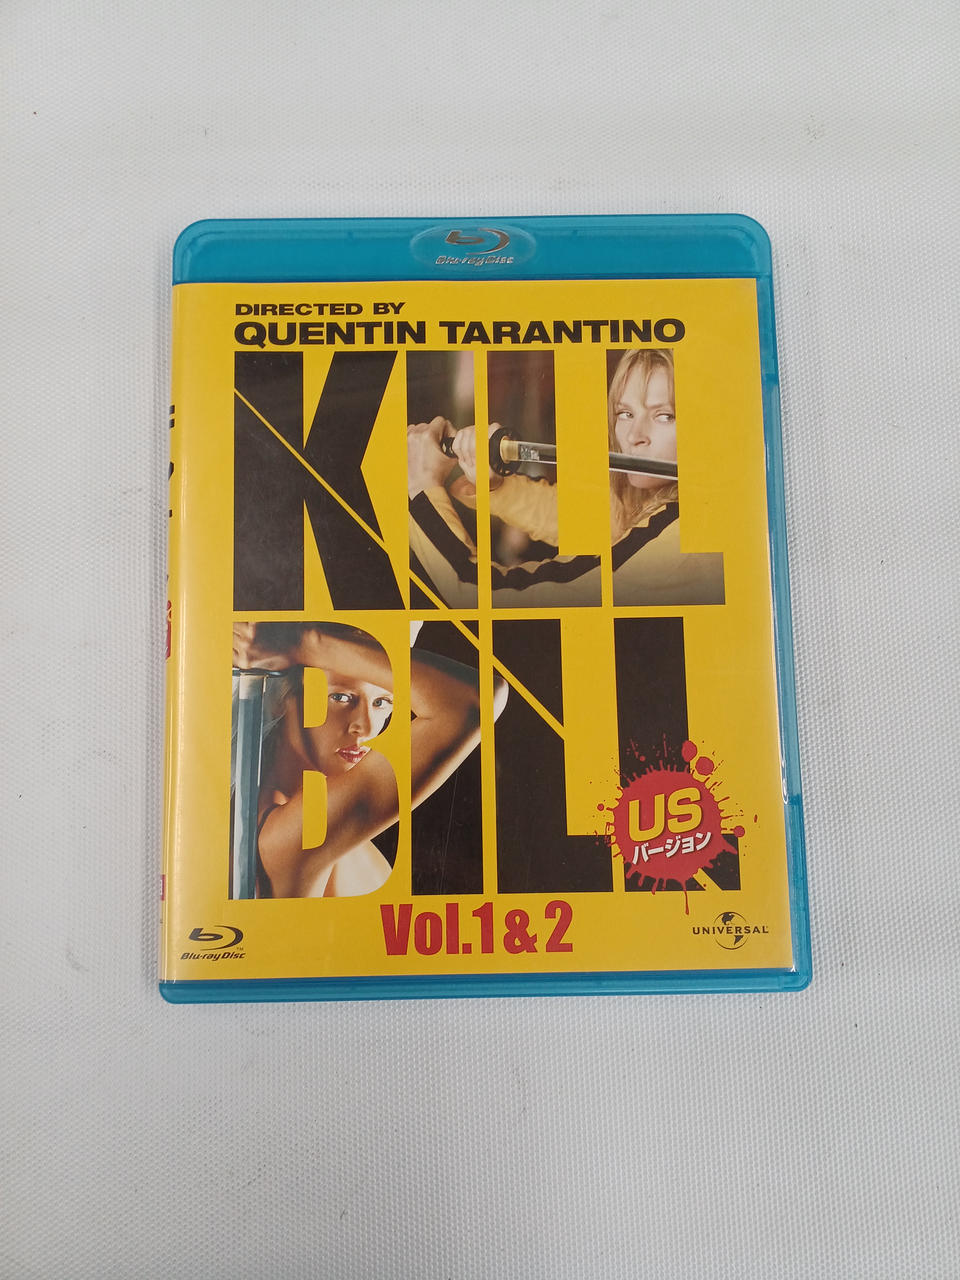 Blu-ray Disc
DIRECTED BY
QUENTIN TARANTINO
KILL
BILL
US
バージョン
Vol.1 & 2
Blu-ray Disc™
UNIVERSAL